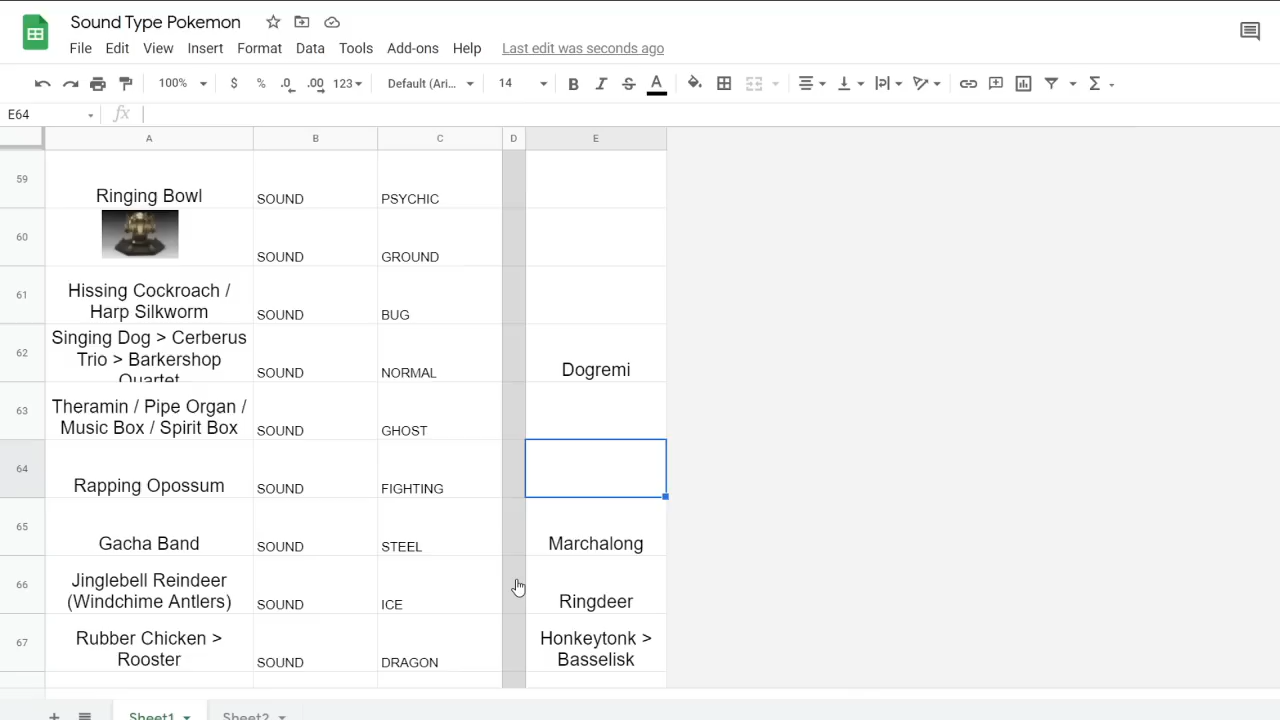 Sound Type Pokemon
File Edit View Insert Format Data Tools Add-ons Help Last edit was seconds ago
100% $ % .0 .00 123 Default (Ari... 14 B I S A
E64 fx
A B C D E
59 Ringing Bowl SOUND PSYCHIC
60 SOUND GROUND
61 Hissing Cockroach /
Harp Silkworm SOUND BUG
62 Singing Dog > Cerberus
Trio > Barkershop
Quartet SOUND NORMAL Dogremi
63 Theramin / Pipe Organ /
Music Box / Spirit Box SOUND GHOST
64 Rapping Opossum SOUND FIGHTING
65 Gacha Band SOUND STEEL Marchalong
66 Jinglebell Reindeer
(Windchime Antlers) SOUND ICE Ringdeer
67 Rubber Chicken > Honkeytonk >
Rooster SOUND DRAGON Basselisk
Sheet1 Sheet2